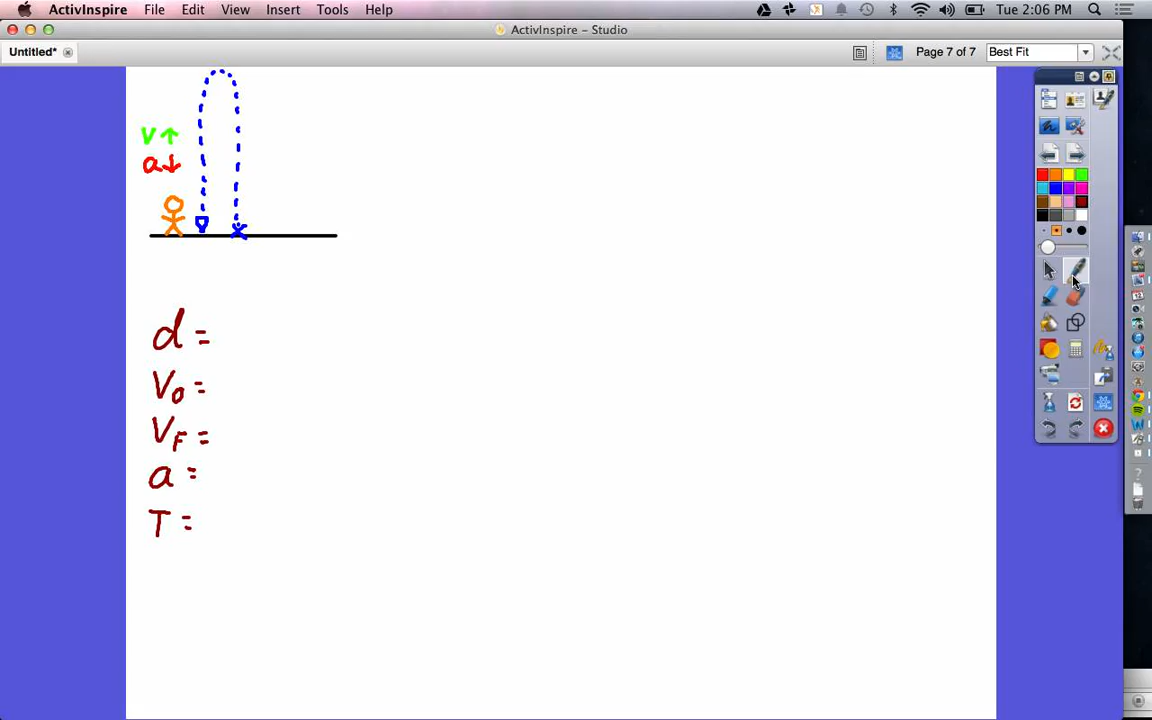 ActivInspire File Edit View Insert Tools Help Tue 2:06 PM
ActivInspire – Studio
Untitled* Page 7 of 7 Best Fit
v↑
a↓
d =
V₀ =
V_F =
a =
T =